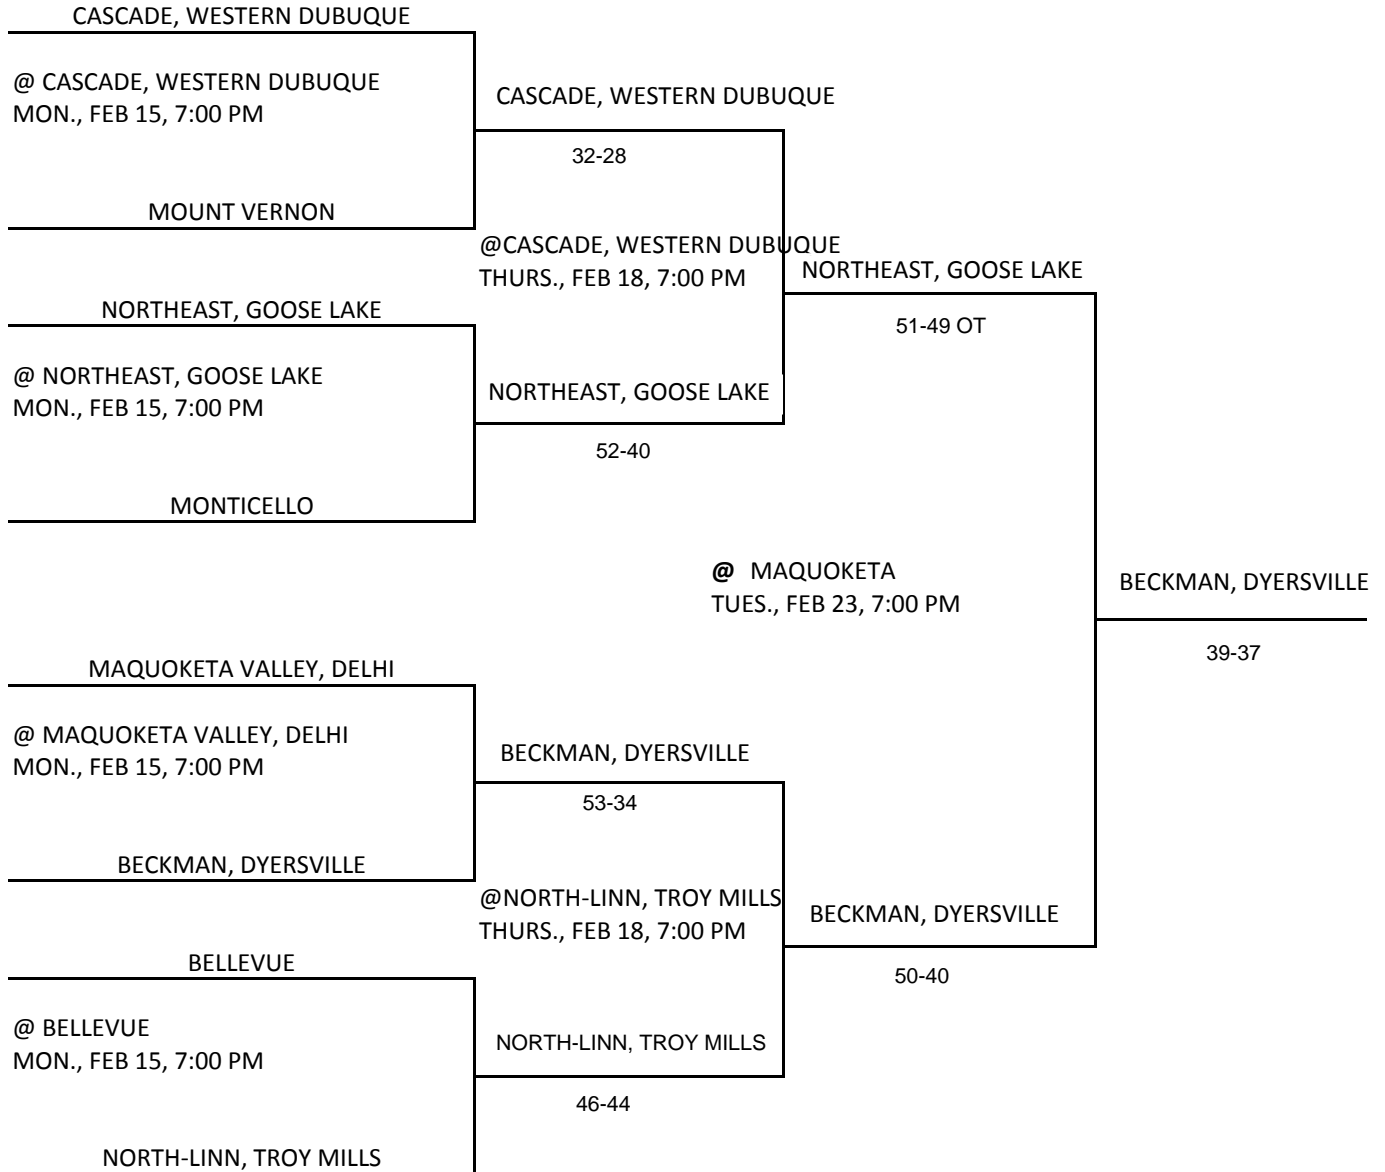 CASCADE, WESTERN DUBUQUE
@ CASCADE, WESTERN DUBUQUE
MON., FEB 15, 7:00 PM
CASCADE, WESTERN DUBUQUE
32-28
MOUNT VERNON
@CASCADE, WESTERN DUBUQUE
THURS., FEB 18, 7:00 PM
NORTHEAST, GOOSE LAKE
51-49 OT
NORTHEAST, GOOSE LAKE
@ NORTHEAST, GOOSE LAKE
MON., FEB 15, 7:00 PM
NORTHEAST, GOOSE LAKE
52-40
MONTICELLO
@ MAQUOKETA
TUES., FEB 23, 7:00 PM
BECKMAN, DYERSVILLE
39-37
MAQUOKETA VALLEY, DELHI
@ MAQUOKETA VALLEY, DELHI
MON., FEB 15, 7:00 PM
BECKMAN, DYERSVILLE
53-34
BECKMAN, DYERSVILLE
@NORTH-LINN, TROY MILLS
THURS., FEB 18, 7:00 PM
BECKMAN, DYERSVILLE
50-40
BELLEVUE
@ BELLEVUE
MON., FEB 15, 7:00 PM
NORTH-LINN, TROY MILLS
46-44
NORTH-LINN, TROY MILLS